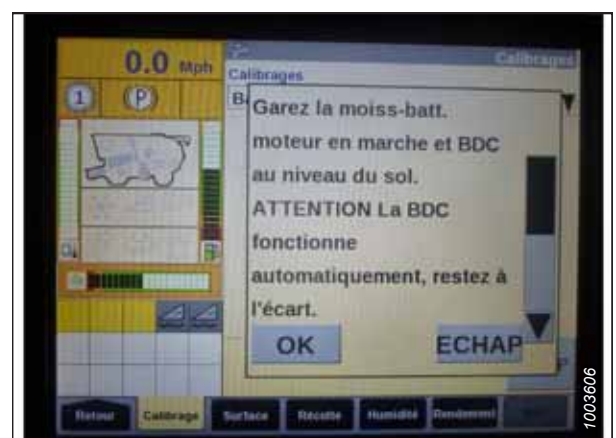 0.0 Mph
Calibrages
Calibrages
1
P
Garez la moiss-batt.
moteur en marche et BDC
au niveau du sol.
ATTENTION La BDC
fonctionne
automatiquement, restez à
l'écart.
OK
ECHAP
Retour
Calibrage
Surface
Récolte
Humidité
Rendement
1003606